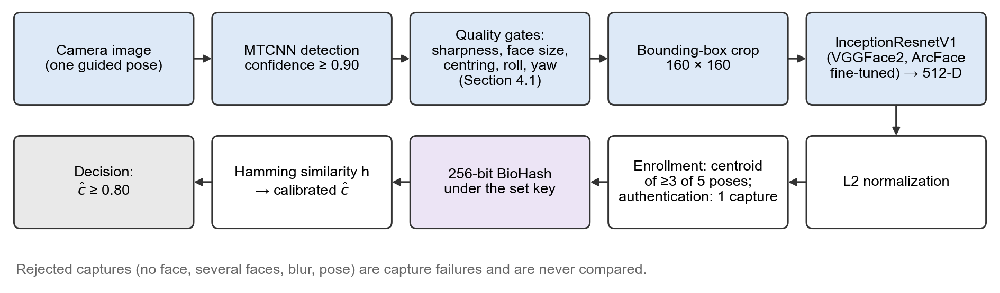 Camera image
(one guided pose)
MTCNN detection
confidence ≥ 0.90
Quality gates:
sharpness, face size,
centring, roll, yaw
(Section 4.1)
Bounding-box crop
160 × 160
InceptionResnetV1
(VGGFace2, ArcFace
fine-tuned) → 512-D
L2 normalization
Enrollment: centroid
of ≥3 of 5 poses;
authentication: 1 capture
256-bit BioHash
under the set key
Hamming similarity h
→ calibrated ĉ
Decision:
ĉ ≥ 0.80
Rejected captures (no face, several faces, blur, pose) are capture failures and are never compared.